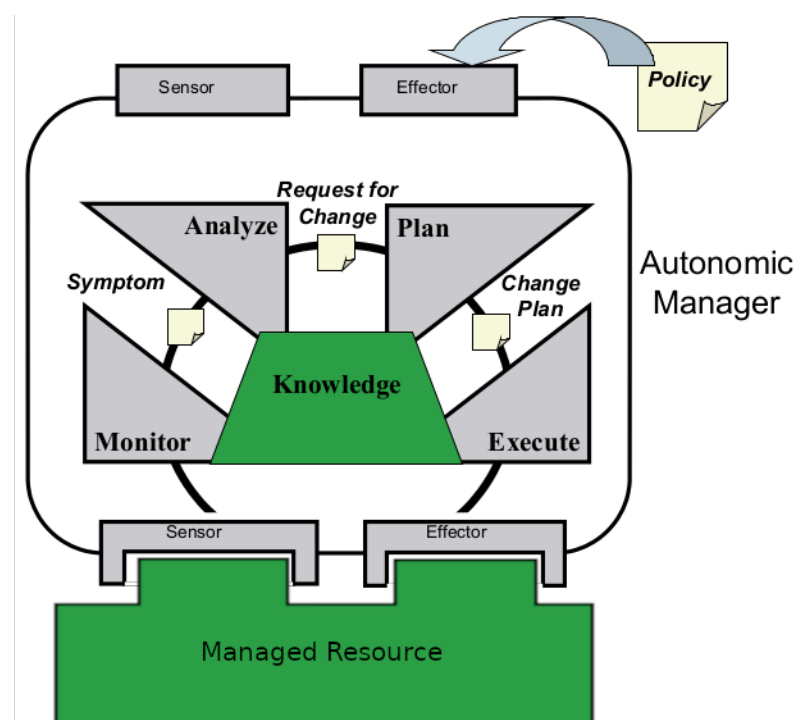 Policy
Sensor
Effector
Request for
Change
Analyze
Plan
Autonomic
Manager
Symptom
Change
Plan
Knowledge
Monitor
Execute
Sensor
Effector
Managed Resource